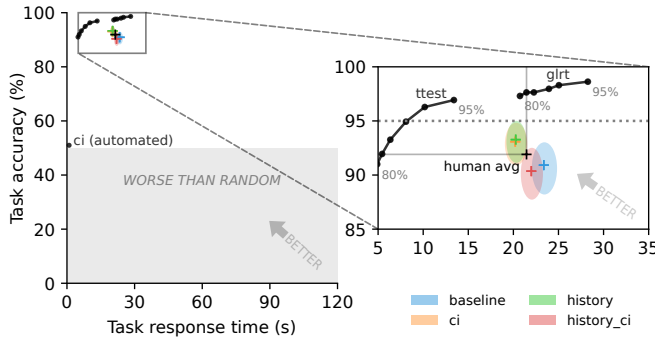 100
80
60
40
20
0
Task accuracy (%)
ci (automated)
WORSE THAN RANDOM
BETTER
0
30
60
90
120
Task response time (s)
100
95
90
85
ttest
glrt
95%
80%
95%
80%
human avg
BETTER
5
10
15
20
25
30
35
baseline
ci
history
history_ci